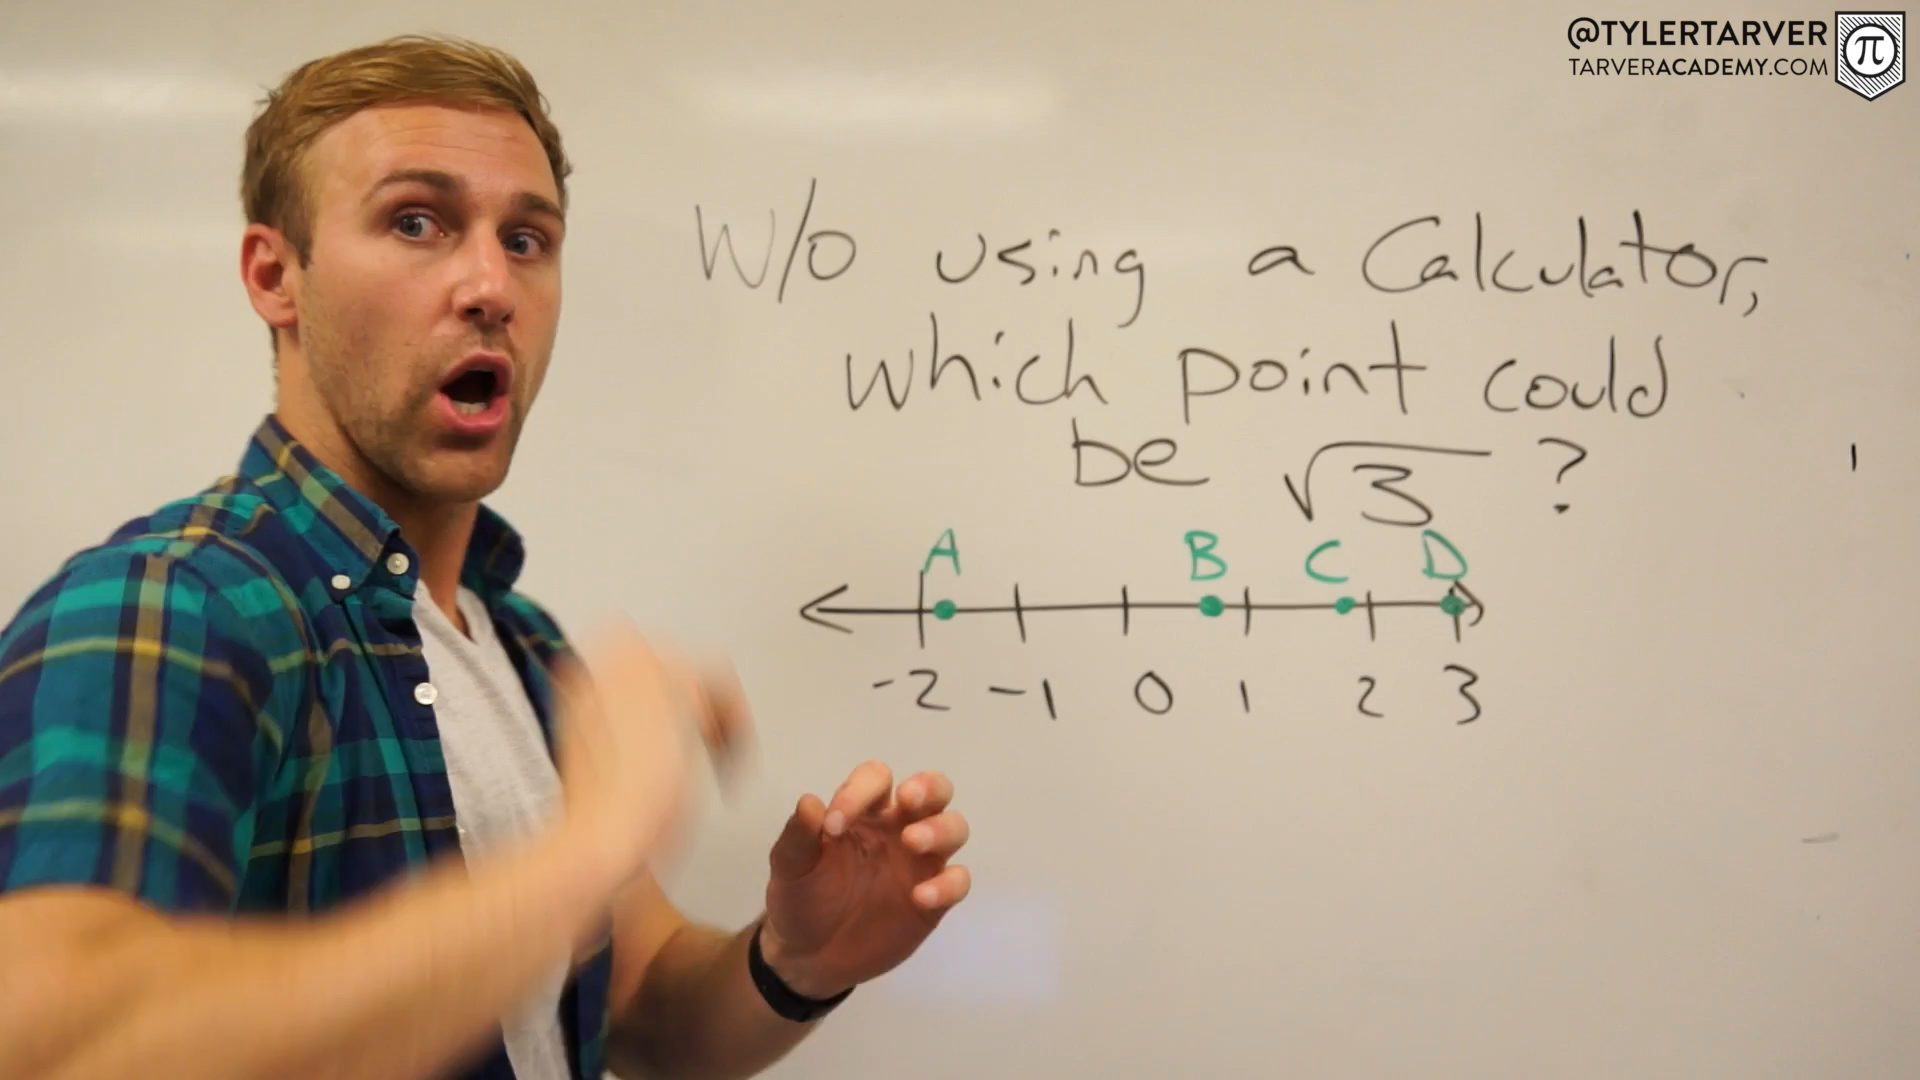 @TYLERTARVER
TARVERACADEMY.COM
π
W/o using a Calculator,
which point could
be √3 ?
A B C D
-2 -1 0 1 2 3